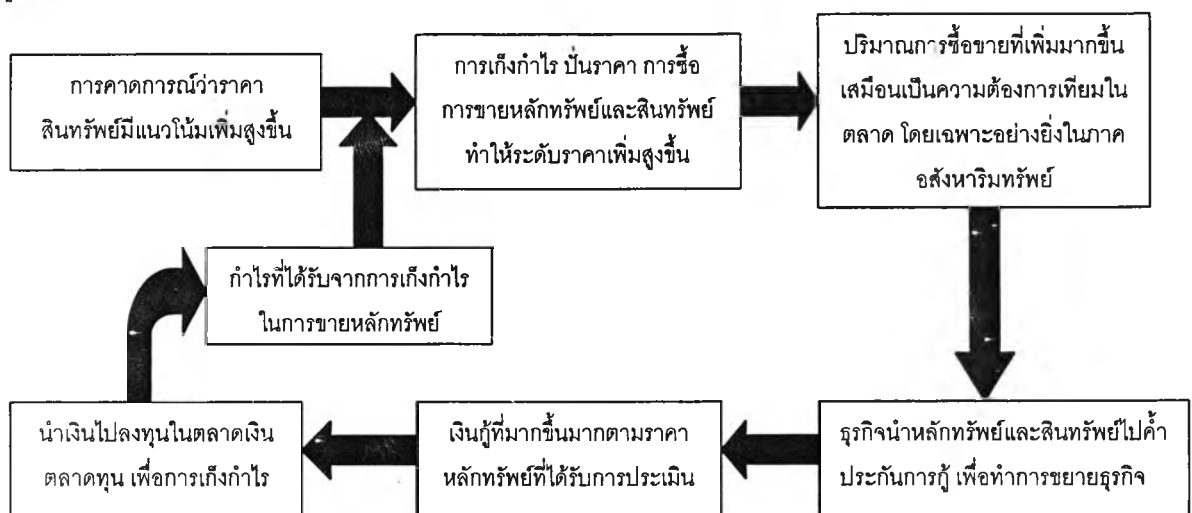 การคาดการณ์ว่าราคา
สินทรัพย์มีแนวโน้มเพิ่มสูงขึ้น
การเก็งกำไร ปั่นราคา การซื้อ
การขายหลักทรัพย์และสินทรัพย์
ทำให้ระดับราคาเพิ่มสูงขึ้น
ปริมาณการซื้อขายที่เพิ่มมากขึ้น
เสมือนเป็นความต้องการเทียมใน
ตลาด โดยเฉพาะอย่างยิ่งในภาค
อสังหาริมทรัพย์
กำไรที่ได้รับจากการเก็งกำไร
ในการขายหลักทรัพย์
นำเงินไปลงทุนในตลาดเงิน
ตลาดทุน เพื่อการเก็งกำไร
เงินกู้ที่มากขึ้นมากตามราคา
หลักทรัพย์ที่ได้รับการประเมิน
ธุรกิจนำหลักทรัพย์และสินทรัพย์ไปค้ำ
ประกันการกู้ เพื่อทำการขยายธุรกิจ